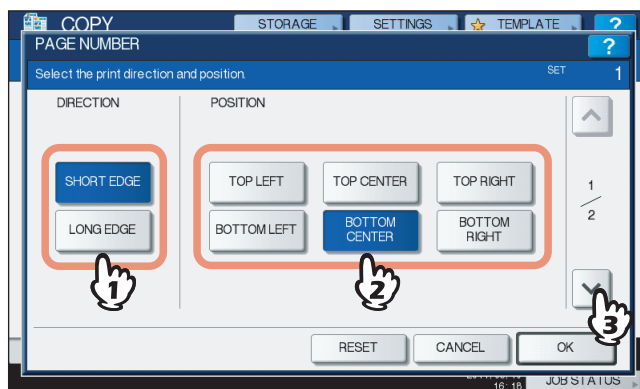 COPY
STORAGE
SETTINGS
TEMPLATE
?
PAGE NUMBER
?
Select the print direction and position.
SET
1
DIRECTION
POSITION
SHORT EDGE
TOP LEFT
TOP CENTER
TOP RIGHT
1
2
LONG EDGE
BOTTOM LEFT
BOTTOM
CENTER
BOTTOM
RIGHT
1
2
3
RESET
CANCEL
OK
16:18
JOB STATUS